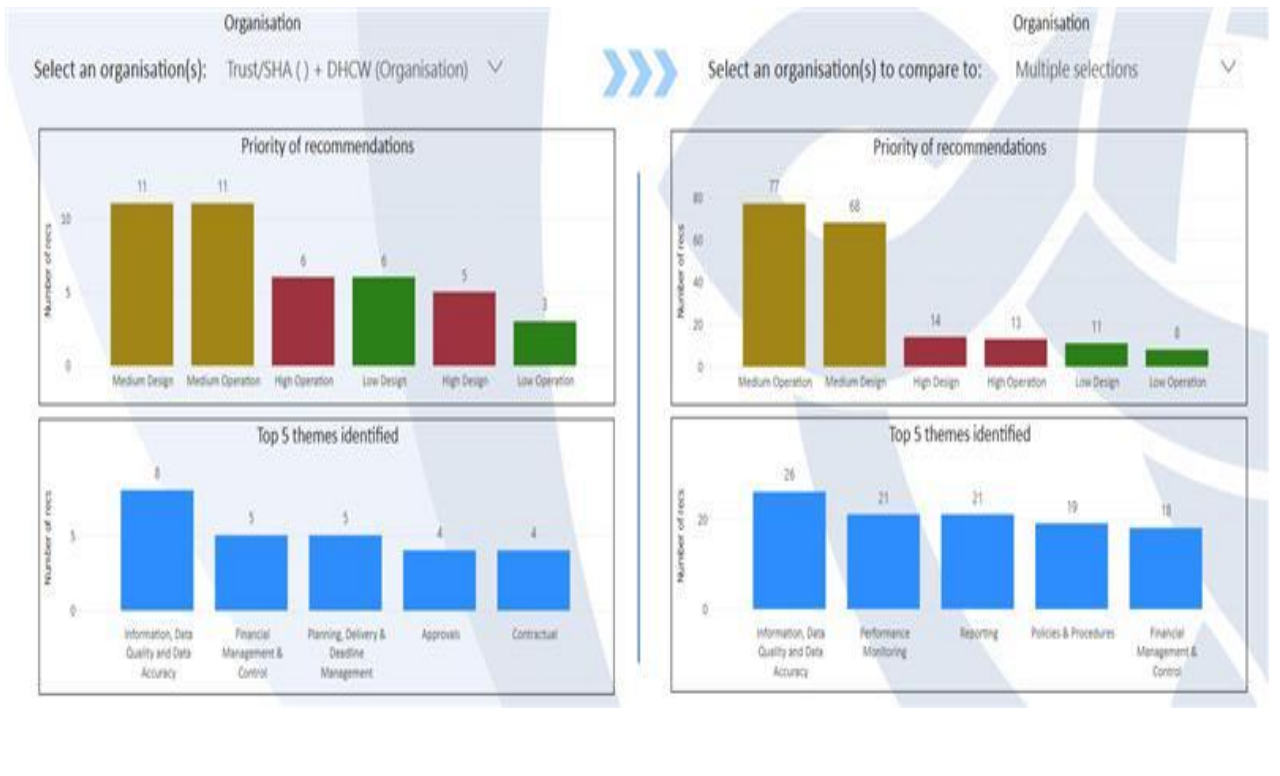 Organisation
Select an organisation(s): Trust/SHA ( ) + DHCW (Organisation)
Priority of recommendations
Number of recs
10
5
0
11
11
6
6
5
3
Medium Design
Medium Operation
High Operation
Low Design
High Design
Low Operation
Top 5 themes identified
Number of recs
5
0
8
5
5
4
4
Information, Data
Quality and Data
Accuracy
Financial
Management &
Control
Planning, Delivery &
Deadline
Management
Approvals
Contractual
Organisation
Select an organisation(s) to compare to: Multiple selections
Priority of recommendations
Number of recs
80
60
40
20
0
77
68
14
13
11
8
Medium Operation
Medium Design
High Design
High Operation
Low Design
Low Operation
Top 5 themes identified
Number of recs
20
0
26
21
21
19
18
Information, Data
Quality and Data
Accuracy
Performance
Monitoring
Reporting
Policies & Procedures
Financial
Management &
Control